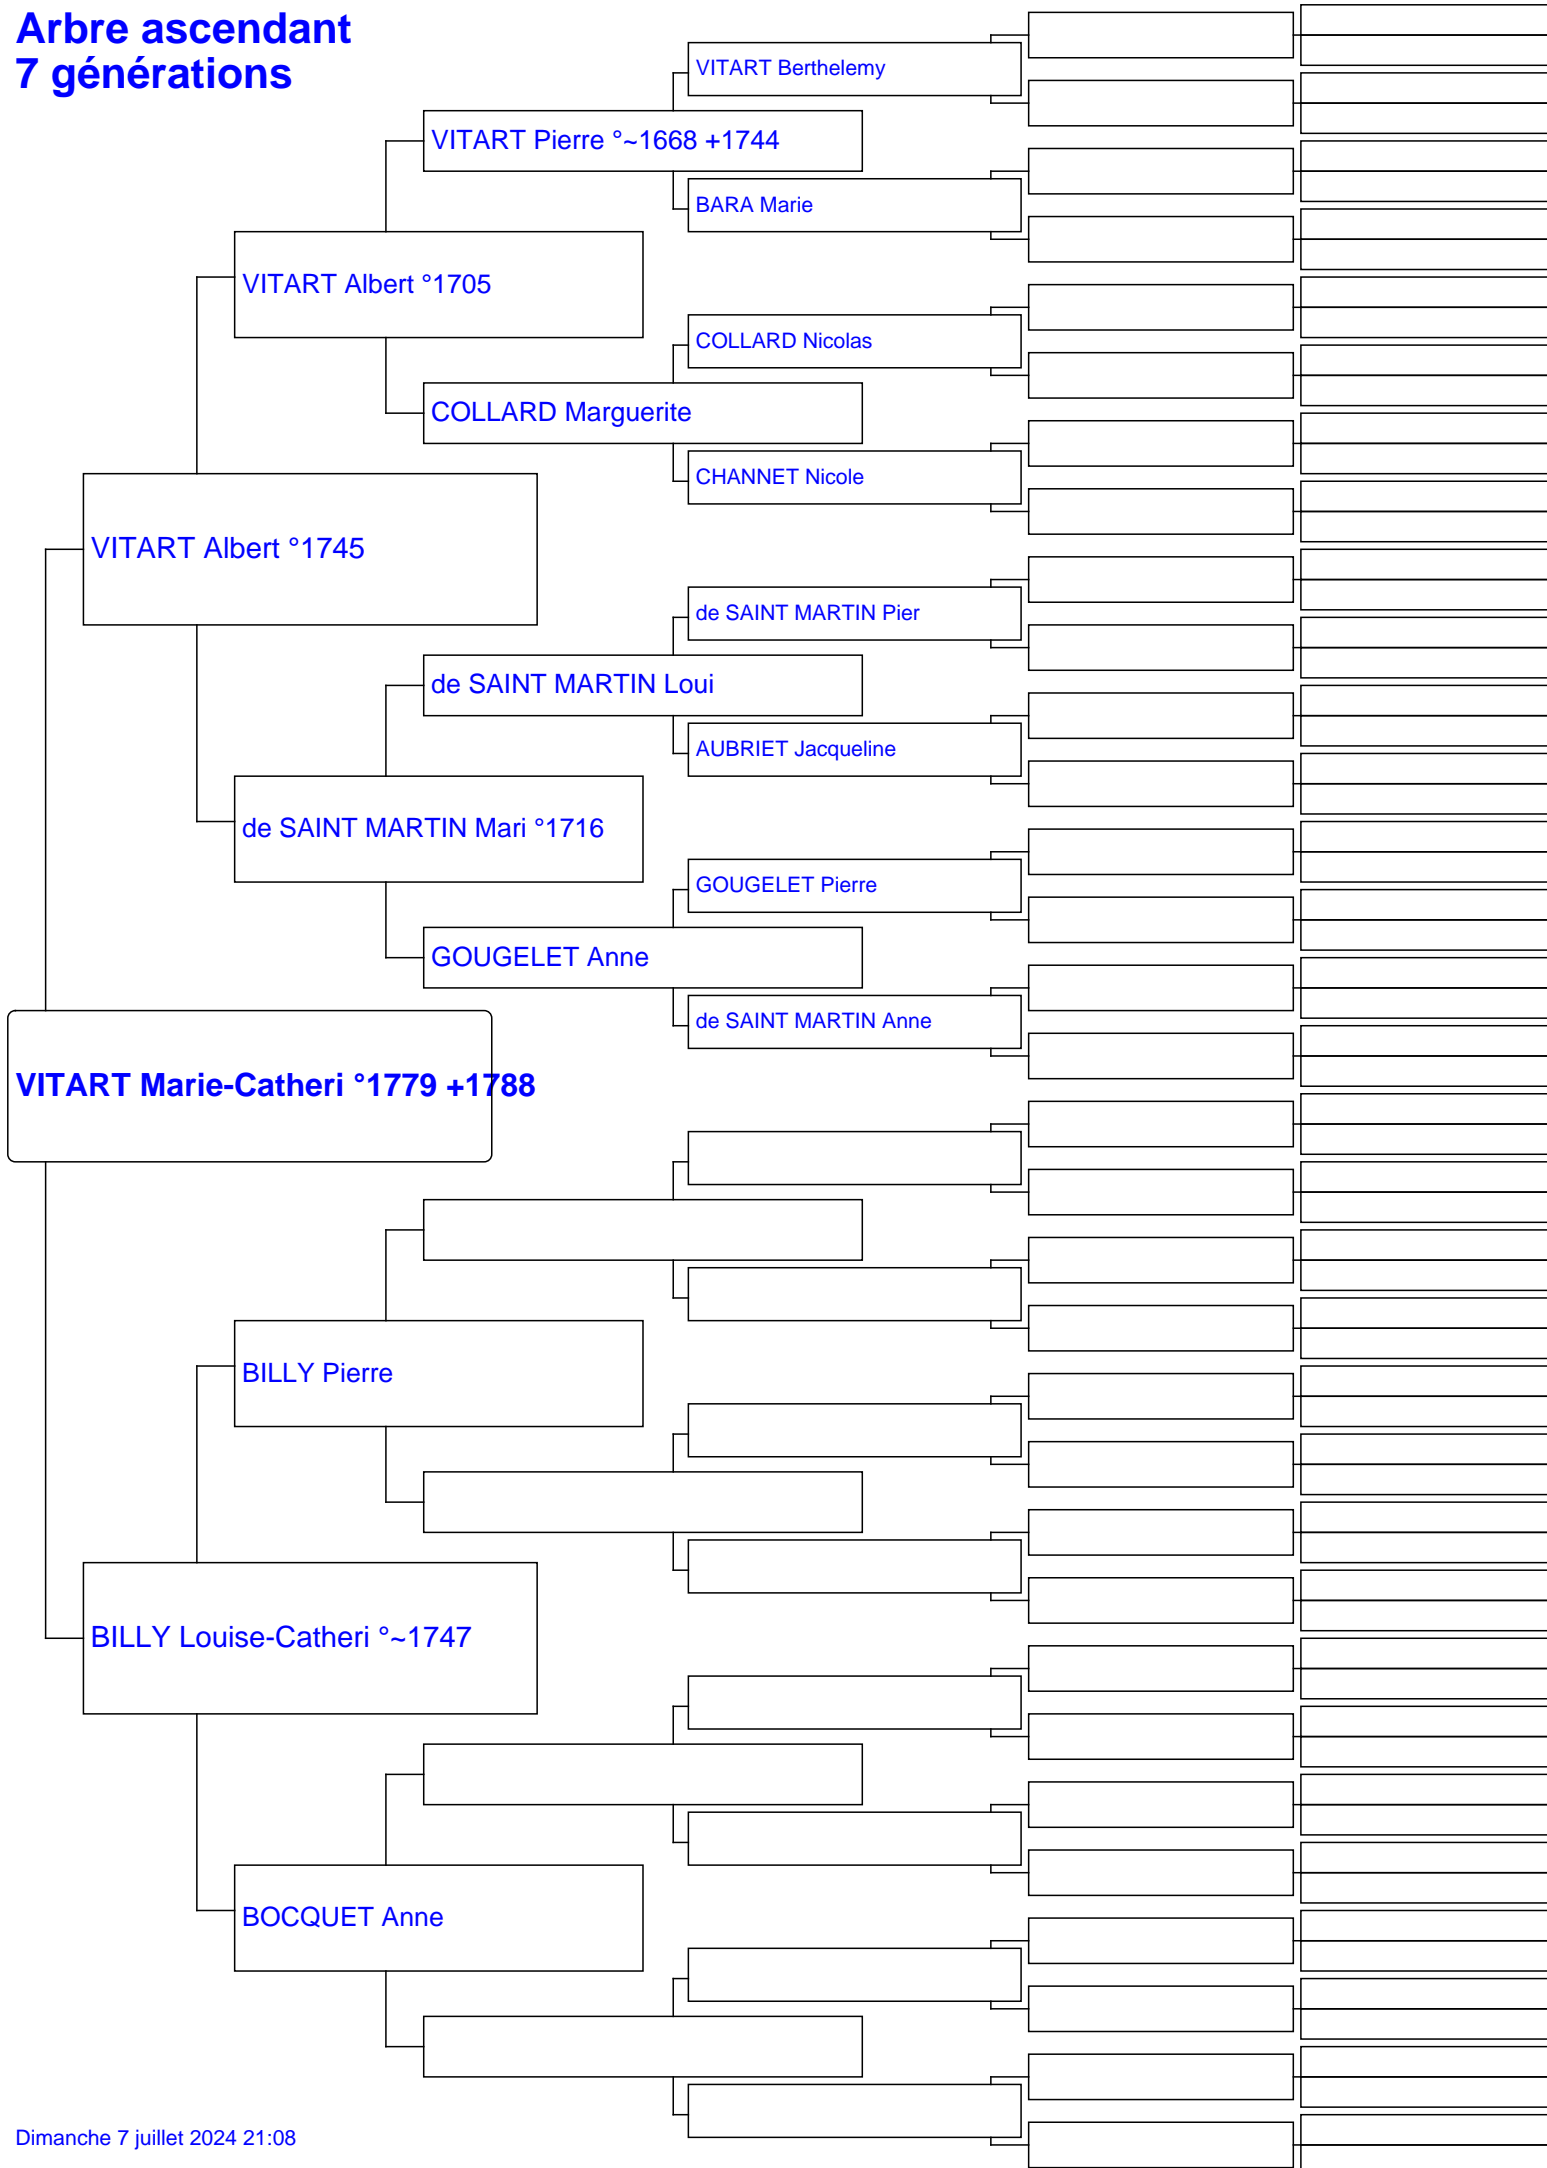 Arbre ascendant
7 générations
VITART Berthelemy
VITART Pierre °~1668 +1744
BARA Marie
VITART Albert °1705
COLLARD Nicolas
COLLARD Marguerite
CHANNET Nicole
VITART Albert °1745
de SAINT MARTIN Pier
de SAINT MARTIN Loui
AUBRIET Jacqueline
de SAINT MARTIN Mari °1716
GOUGELET Pierre
GOUGELET Anne
de SAINT MARTIN Anne
VITART Marie-Catheri °1779 +1788
BILLY Pierre
BILLY Louise-Catheri °~1747
BOCQUET Anne
Dimanche 7 juillet 2024 21:08